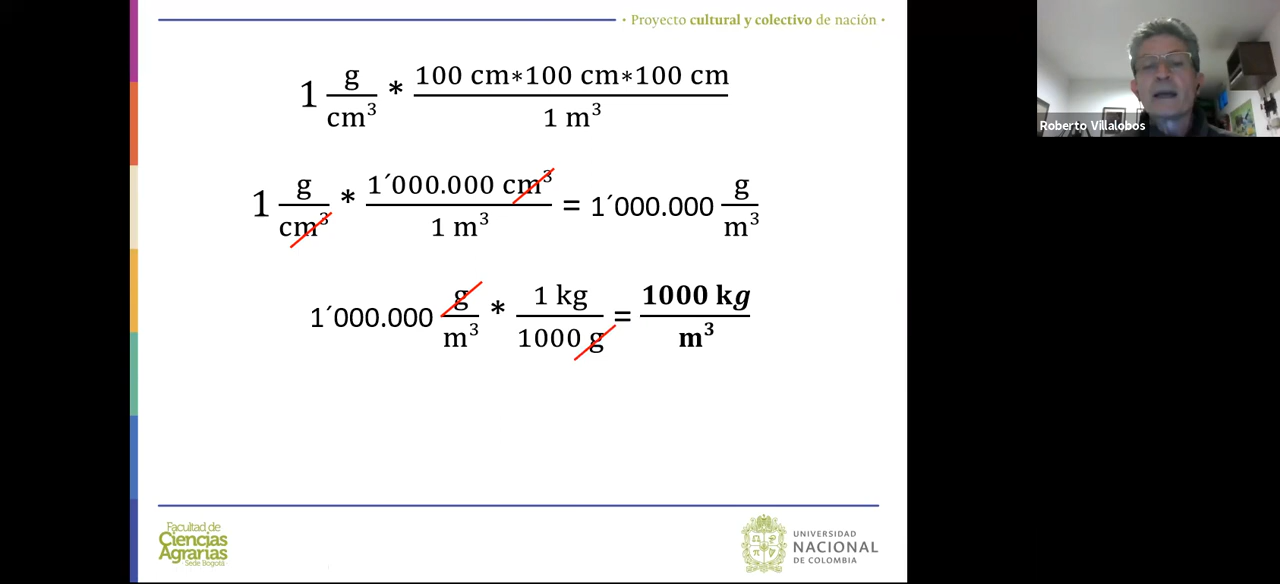 · Proyecto cultural y colectivo de nación ·
Roberto Villalobos
1 g/cm³ * 100 cm*100 cm*100 cm / 1 m³
1 g/cm³ * 1´000.000 cm³ / 1 m³ = 1´000.000 g/m³
1´000.000 g/m³ * 1 kg / 1000 g = 1000 kg / m³
Facultad de
Ciencias
Agrarias
Sede Bogotá
UNIVERSIDAD
NACIONAL
DE COLOMBIA